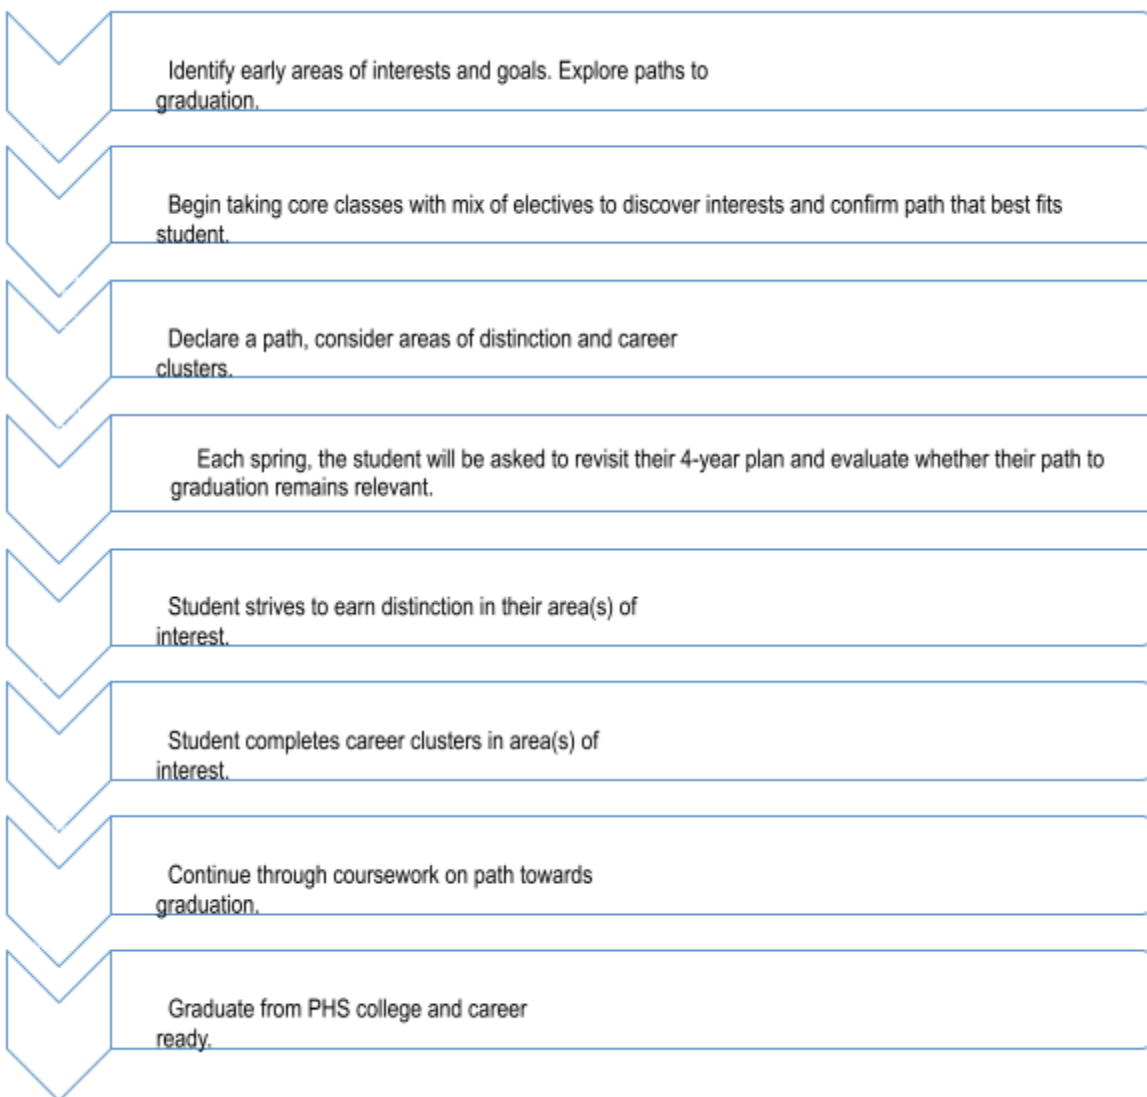 Identify early areas of interests and goals. Explore paths to
graduation.
Begin taking core classes with mix of electives to discover interests and confirm path that best fits
student.
Declare a path, consider areas of distinction and career
clusters.
Each spring, the student will be asked to revisit their 4-year plan and evaluate whether their path to
graduation remains relevant.
Student strives to earn distinction in their area(s) of
interest.
Student completes career clusters in area(s) of
interest.
Continue through coursework on path towards
graduation.
Graduate from PHS college and career
ready.